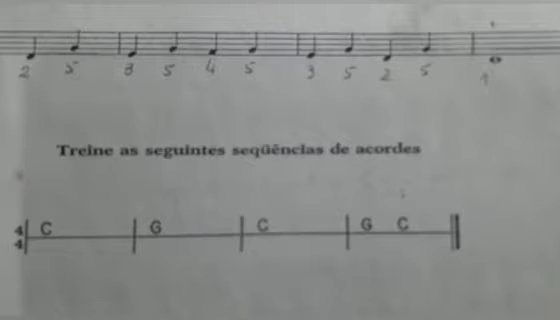 2 5 3 5 4 5 3 5 2 5 1
Treine as seguintes seqüências de acordes
4/4 C G C G C